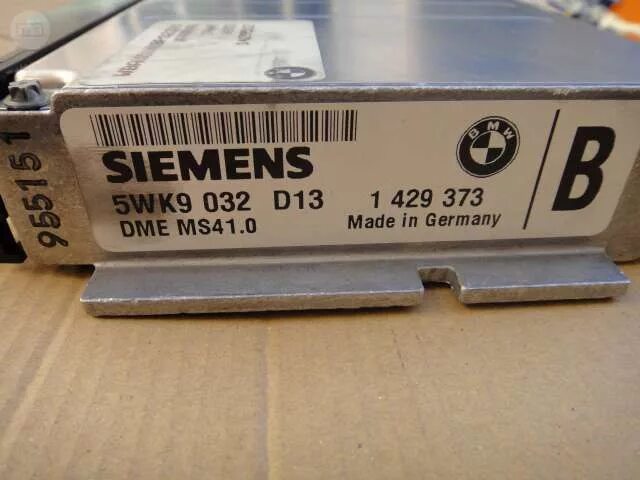 SIEMENS
5WK9 032 D13 1 429 373
DME MS41.0 Made in Germany
BMW
B
955151